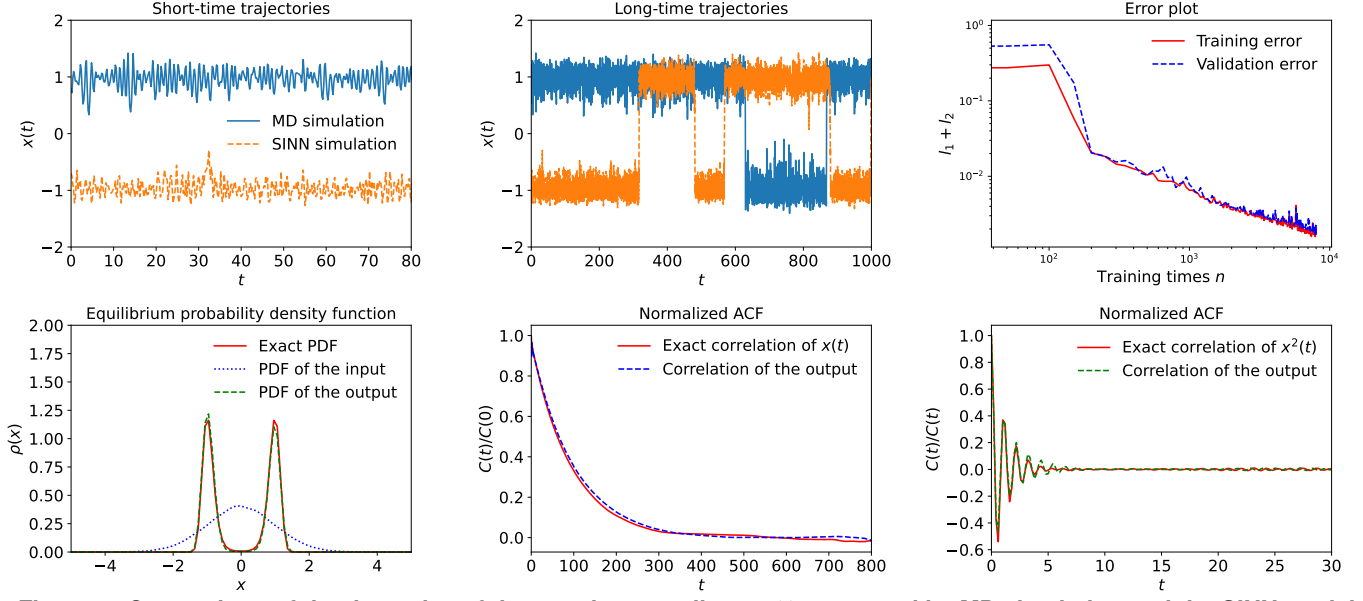 Short-time trajectories
x(t)
2
1
0
−1
−2
MD simulation
SINN simulation
0 10 20 30 40 50 60 70 80
t
Long-time trajectories
x(t)
2
1
0
−1
−2
0 200 400 600 800 1000
t
Error plot
l₁ + l₂
10⁰
10⁻¹
10⁻²
Training error
Validation error
10² 10³ 10⁴
Training times n
Equilibrium probability density function
ρ(x)
2.00
1.75
1.50
1.25
1.00
0.75
0.50
0.25
0.00
Exact PDF
PDF of the input
PDF of the output
−4 −2 0 2 4
x
Normalized ACF
C(t)/C(0)
1.0
0.8
0.6
0.4
0.2
0.0
Exact correlation of x(t)
Correlation of the output
0 100 200 300 400 500 600 700 800
t
Normalized ACF
C(t)/C(t)
1.0
0.8
0.6
0.4
0.2
0.0
−0.2
−0.4
−0.6
Exact correlation of x²(t)
Correlation of the output
0 5 10 15 20 25 30
t